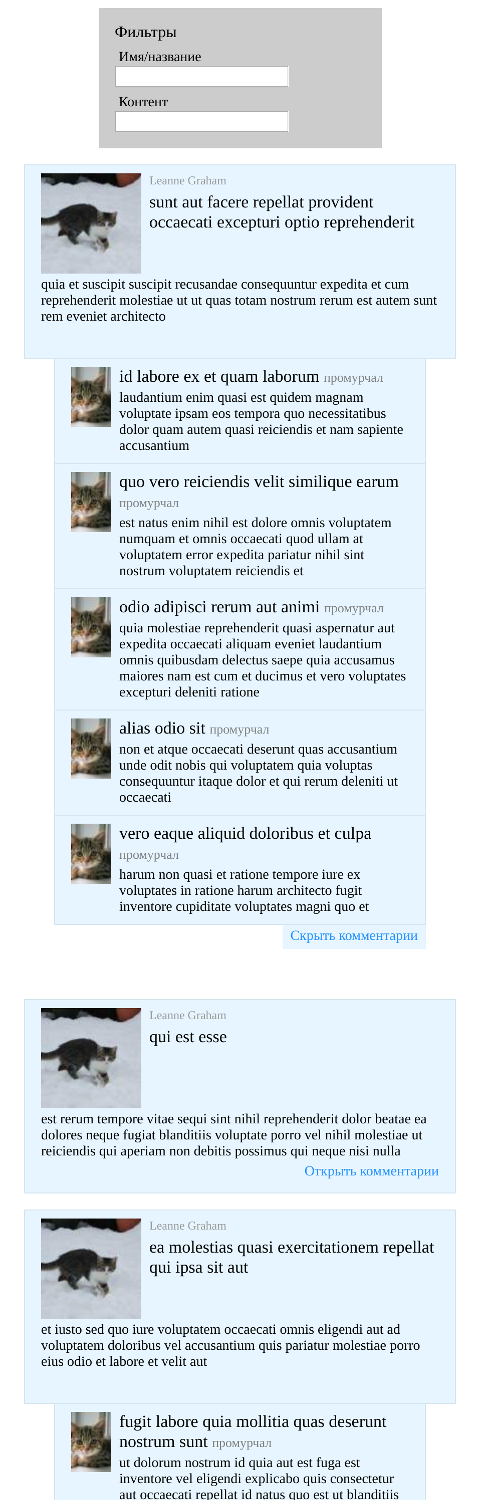 Фильтры
Имя/название
Контент
Leanne Graham
sunt aut facere repellat provident
occaecati excepturi optio reprehenderit
quia et suscipit suscipit recusandae consequuntur expedita et cum
reprehenderit molestiae ut ut quas totam nostrum rerum est autem sunt
rem eveniet architecto
id labore ex et quam laborum промурчал
laudantium enim quasi est quidem magnam
voluptate ipsam eos tempora quo necessitatibus
dolor quam autem quasi reiciendis et nam sapiente
accusantium
quo vero reiciendis velit similique earum
промурчал
est natus enim nihil est dolore omnis voluptatem
numquam et omnis occaecati quod ullam at
voluptatem error expedita pariatur nihil sint
nostrum voluptatem reiciendis et
odio adipisci rerum aut animi промурчал
quia molestiae reprehenderit quasi aspernatur aut
expedita occaecati aliquam eveniet laudantium
omnis quibusdam delectus saepe quia accusamus
maiores nam est cum et ducimus et vero voluptates
excepturi deleniti ratione
alias odio sit промурчал
non et atque occaecati deserunt quas accusantium
unde odit nobis qui voluptatem quia voluptas
consequuntur itaque dolor et qui rerum deleniti ut
occaecati
vero eaque aliquid doloribus et culpa
промурчал
harum non quasi et ratione tempore iure ex
voluptates in ratione harum architecto fugit
inventore cupiditate voluptates magni quo et
Скрыть комментарии
Leanne Graham
qui est esse
est rerum tempore vitae sequi sint nihil reprehenderit dolor beatae ea
dolores neque fugiat blanditiis voluptate porro vel nihil molestiae ut
reiciendis qui aperiam non debitis possimus qui neque nisi nulla
Открыть комментарии
Leanne Graham
ea molestias quasi exercitationem repellat
qui ipsa sit aut
et iusto sed quo iure voluptatem occaecati omnis eligendi aut ad
voluptatem doloribus vel accusantium quis pariatur molestiae porro
eius odio et labore et velit aut
fugit labore quia mollitia quas deserunt
nostrum sunt промурчал
ut dolorum nostrum id quia aut est fuga est
inventore vel eligendi explicabo quis consectetur
aut occaecati repellat id natus quo est ut blanditiis